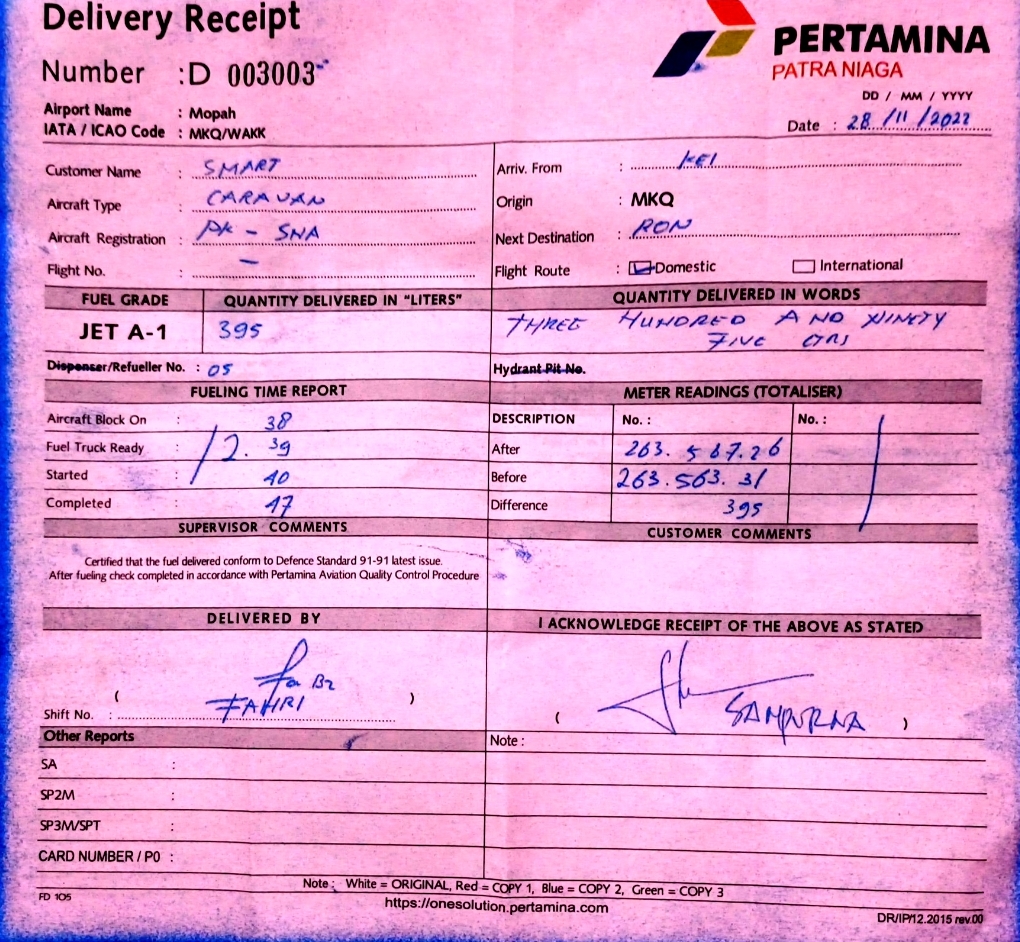 Delivery Receipt
PERTAMINA
PATRA NIAGA
Number : D 003003
DD / MM / YYYY
Airport Name : Mopah
IATA / ICAO Code : MKQ/WAKK
Date : 28/11/2022
Customer Name : SMART
Arriv. From : KEI
Aircraft Type : CARAVAN
Origin : MKQ
Aircraft Registration : PK - SNA
Next Destination : RON
Flight No. : -
Flight Route : Domestic International
FUEL GRADE QUANTITY DELIVERED IN "LITERS" QUANTITY DELIVERED IN WORDS
JET A-1 395 THREE HUNDRED AND NINETY
FIVE
Dispenser/Refueller No. : 05 Hydrant Pit No.
FUELING TIME REPORT METER READINGS (TOTALISER)
Aircraft Block On : 38 DESCRIPTION No. : No. :
Fuel Truck Ready : 12. 39 After 263.567.26
Started : 40 Before 263.563.31
Completed : 47 Difference 395
SUPERVISOR COMMENTS CUSTOMER COMMENTS
Certified that the fuel delivered conform to Defence Standard 91-91 latest issue.
After fueling check completed in accordance with Pertamina Aviation Quality Control Procedure
DELIVERED BY I ACKNOWLEDGE RECEIPT OF THE ABOVE AS STATED
( FAHRI )
Shift No. :
( SAMPURNA )
Other Reports Note :
SA :
SP2M :
SP3M/SPT :
CARD NUMBER / PO :
Note : White = ORIGINAL, Red = COPY 1, Blue = COPY 2, Green = COPY 3
FD 105
https://onesolution.pertamina.com
DR/IP/12.2015 rev.00